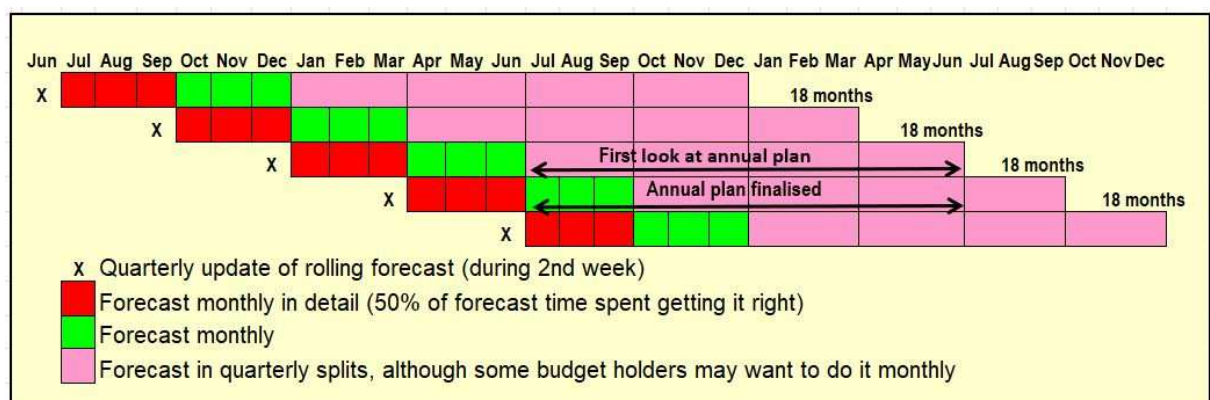 Jun Jul Aug Sep Oct Nov Dec Jan Feb Mar Apr May Jun Jul Aug Sep Oct Nov Dec Jan Feb Mar Apr May Jun Jul Aug Sep Oct Nov Dec
X 18 months
X 18 months
X First look at annual plan 18 months
X Annual plan finalised 18 months
X
X Quarterly update of rolling forecast (during 2nd week)
Forecast monthly in detail (50% of forecast time spent getting it right)
Forecast monthly
Forecast in quarterly splits, although some budget holders may want to do it monthly